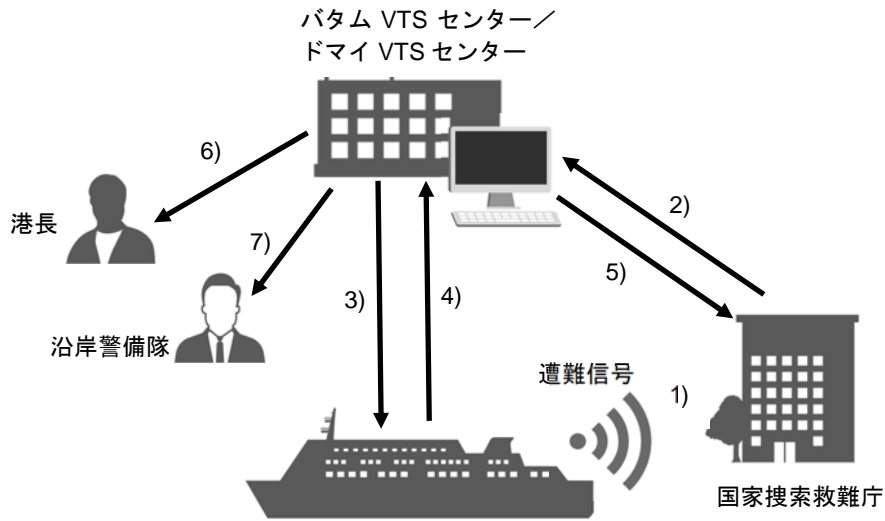 バタム VTS センター／
ドマイ VTS センター
6)
港長
2)
7)
5)
3)
4)
沿岸警備隊
遭難信号
1)
国家捜索救難庁